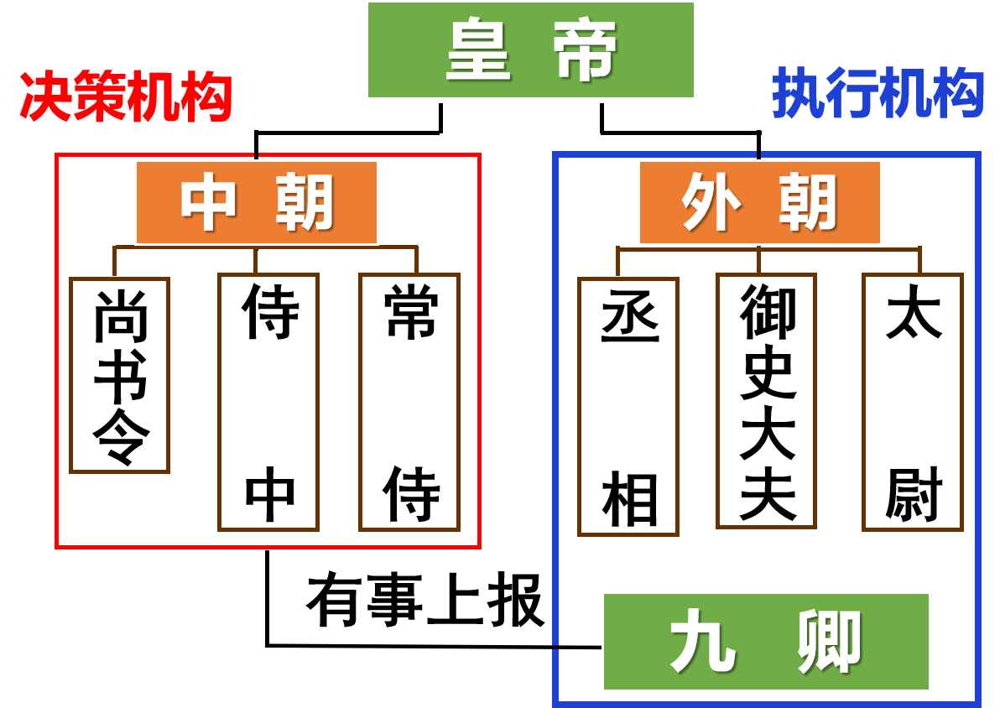 皇帝
决策机构
执行机构
中朝
外朝
尚书令
侍中
常侍
丞相
御史大夫
太尉
有事上报
九卿